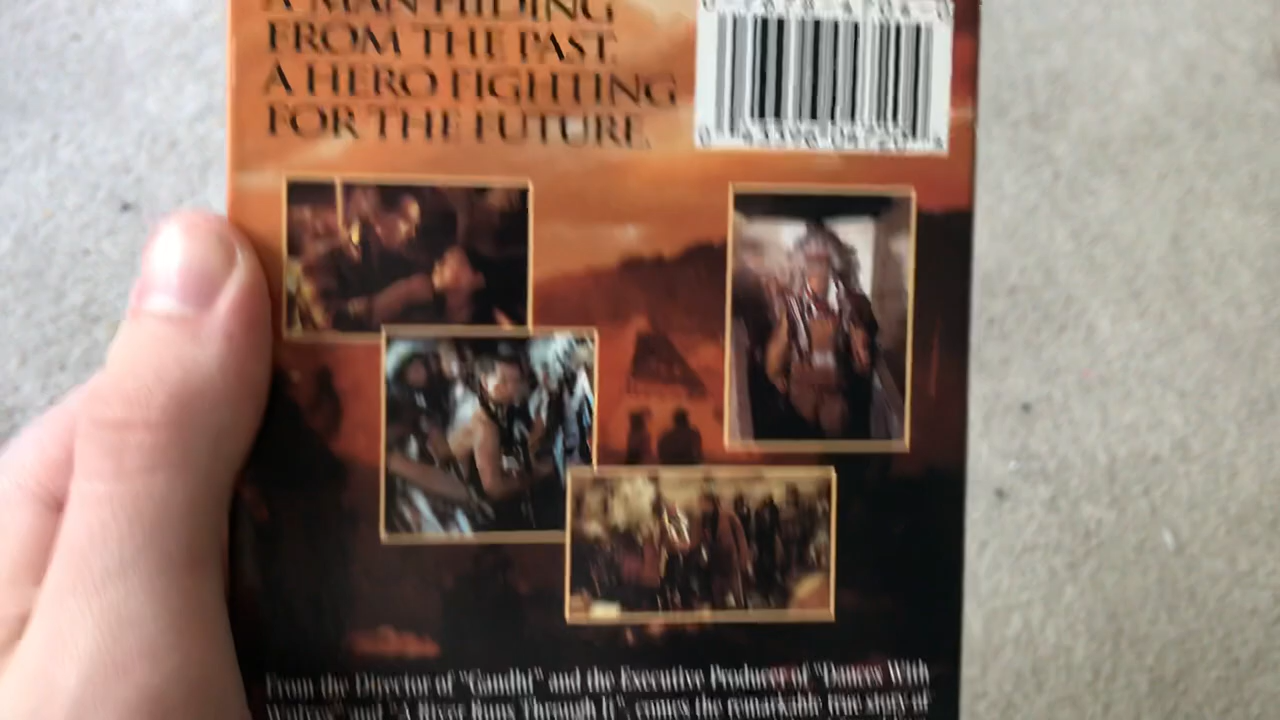 A MAN HIDING
FROM THE PAST.
A HERO FIGHTING
FOR THE FUTURE.
From the Director of "Gandhi" and the Executive Producer of "Dances With
Wolves" and "A River Runs Through It", comes the remarkable true story of